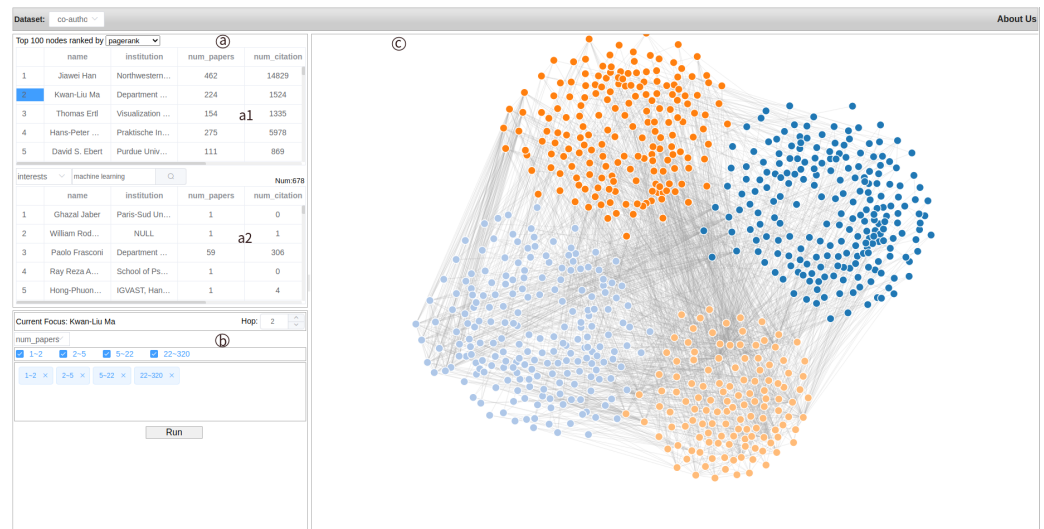 Dataset: co-authc About Us
Top 100 nodes ranked by pagerank ⓐ
name institution num_papers num_citation
1 Jiawei Han Northwestern... 462 14829
2 Kwan-Liu Ma Department ... 224 1524
3 Thomas Ertl Visualization ... 154 1335
a1
4 Hans-Peter ... Praktische In... 275 5978
5 David S. Ebert Purdue Univ... 111 869
interests machine learning Num:678
name institution num_papers num_citation
1 Ghazal Jaber Paris-Sud Un... 1 0
2 William Rod... NULL 1 1
a2
3 Paolo Frasconi Department ... 59 306
4 Ray Reza A... School of Ps... 1 0
5 Hong-Phuon... IGVAST, Han... 1 4
Current Focus: Kwan-Liu Ma Hop: 2
num_papers ⓑ
1~2 2~5 5~22 22~320
1~2 × 2~5 × 5~22 × 22~320 ×
Run
ⓒ